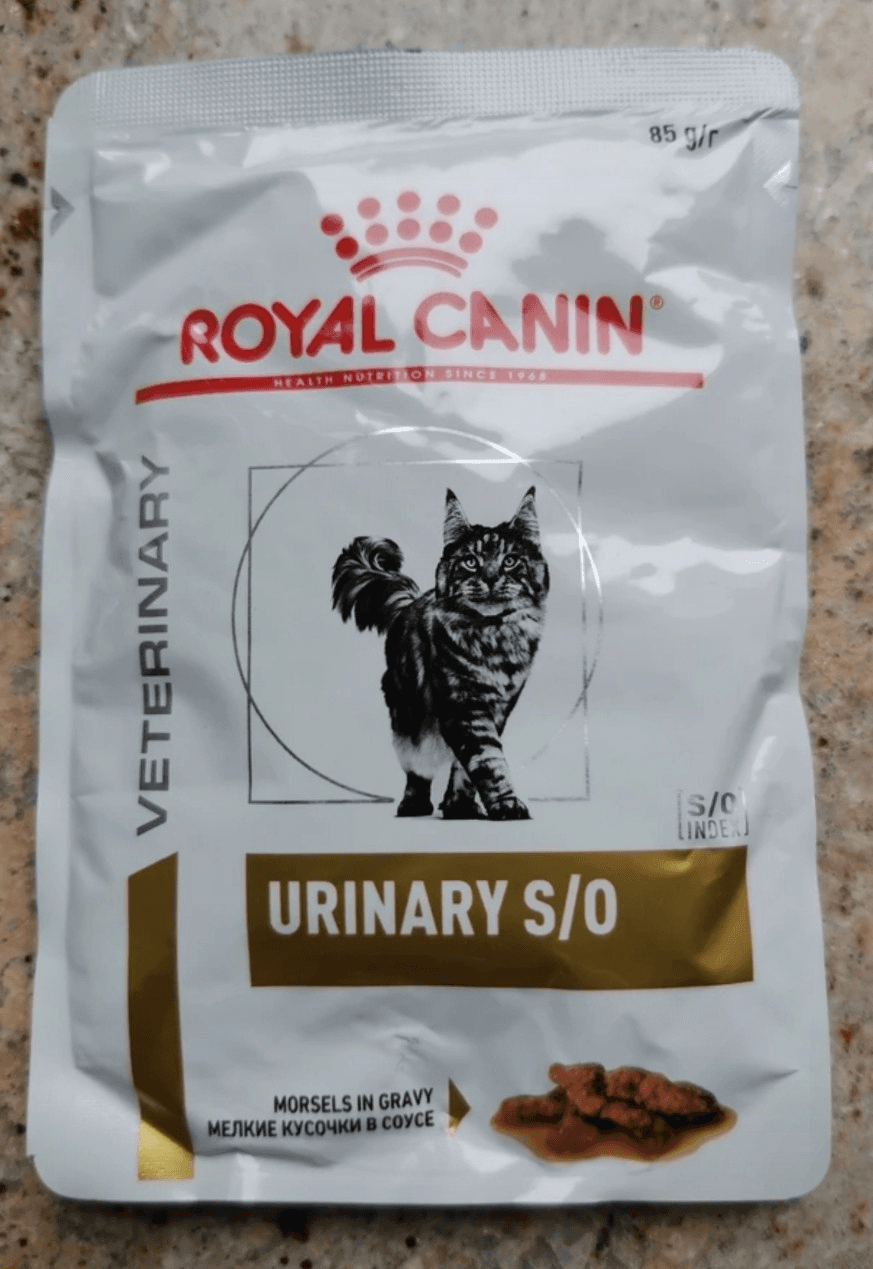 85 g/г
ROYAL CANIN®
HEALTH NUTRITION SINCE 1968
VETERINARY
S/O
INDEX
URINARY S/O
MORSELS IN GRAVY
МЕЛКИЕ КУСОЧКИ В СОУСЕ